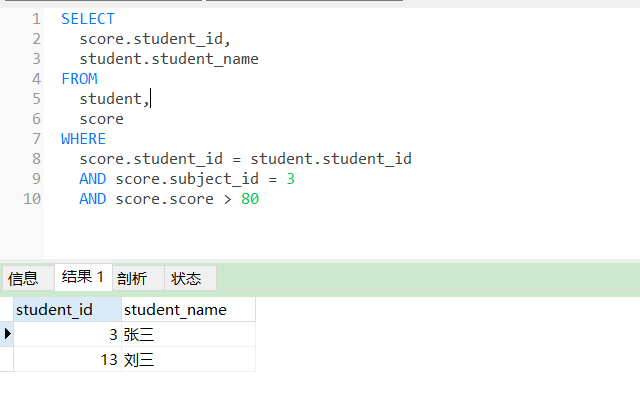 1 SELECT
2 score.student_id,
3 student.student_name
4 FROM
5 student,
6 score
7 WHERE
8 score.student_id = student.student_id
9 AND score.subject_id = 3
10 AND score.score > 80
信息 结果 1 剖析 状态
student_id student_name
3 张三
13 刘三